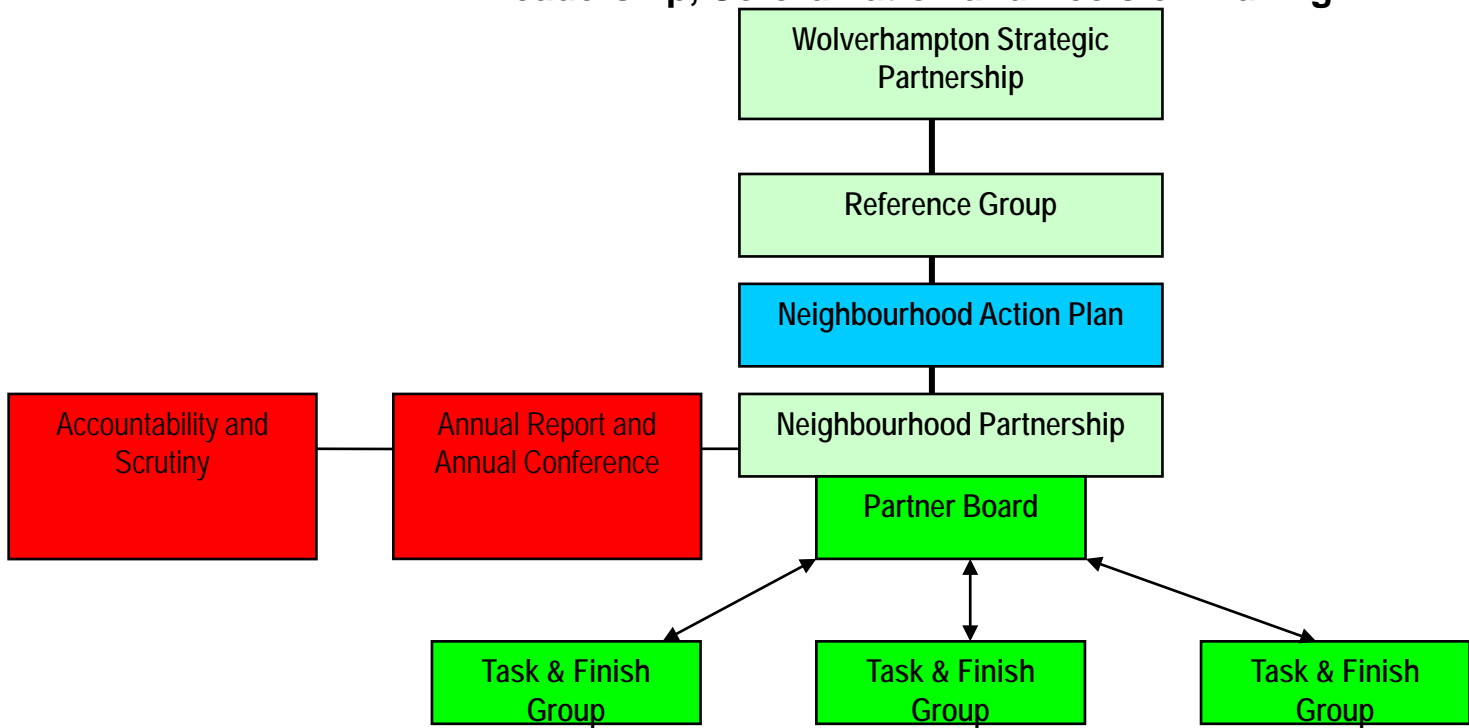 Wolverhampton Strategic
Partnership
Reference Group
Neighbourhood Action Plan
Accountability and
Scrutiny
Annual Report and
Annual Conference
Neighbourhood Partnership
Partner Board
Task & Finish
Group
Task & Finish
Group
Task & Finish
Group